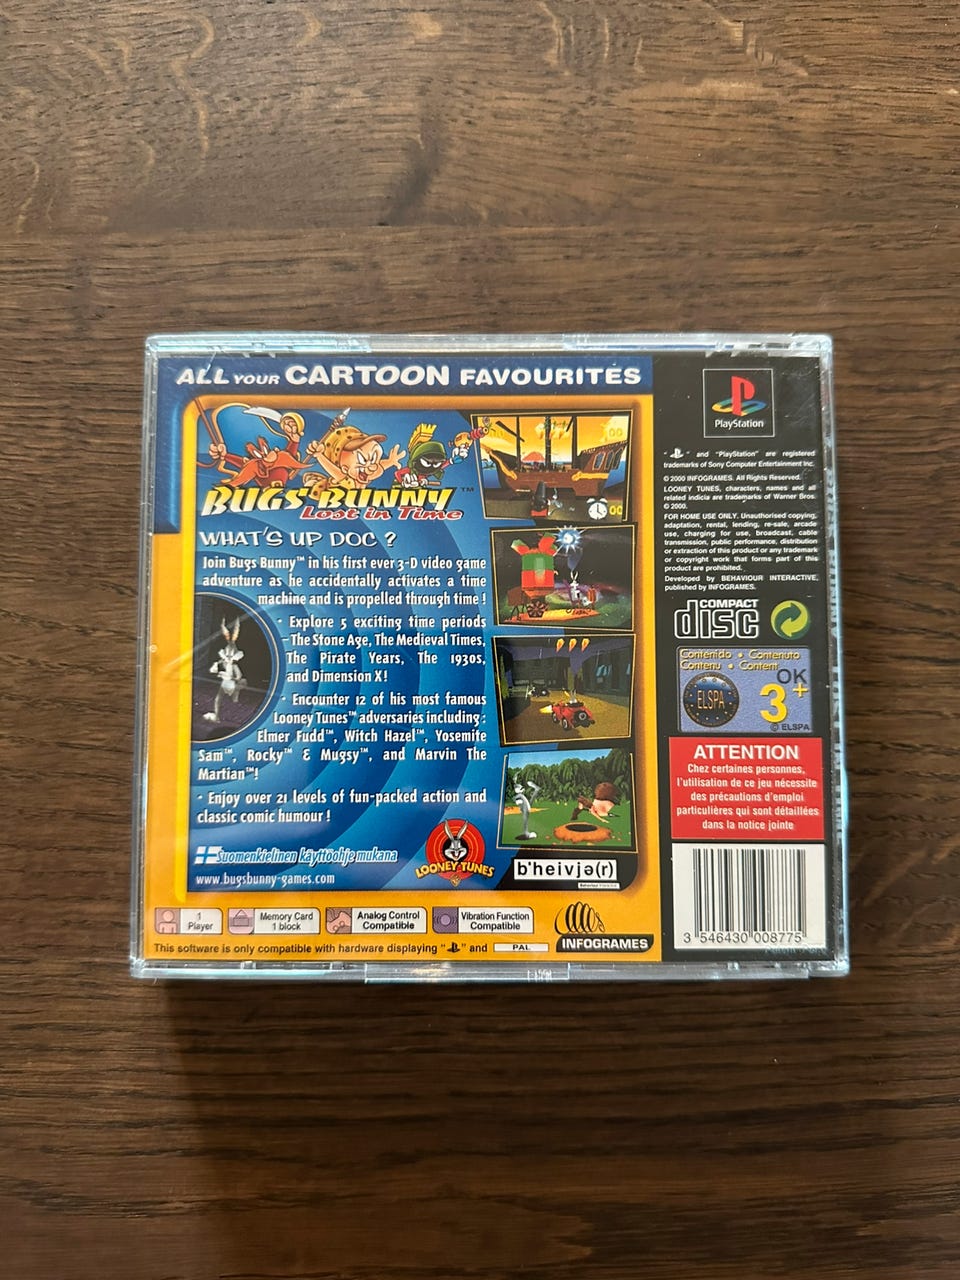 ALL YOUR CARTOON FAVOURITES
BUGS BUNNY™
Lost in Time
WHAT'S UP DOC ?
Join Bugs Bunny™ in his first ever 3-D video game
adventure as he accidentally activates a time
machine and is propelled through time !
- Explore 5 exciting time periods
- The Stone Age, The Medieval Times,
The Pirate Years, The 1930s,
and Dimension X!
- Encounter 12 of his most famous
Looney Tunes™ adversaries including :
Elmer Fudd™, Witch Hazel™, Yosemite
Sam™, Rocky™ & Mugsy™, and Marvin The
Martian™!
- Enjoy over 21 levels of fun-packed action and
classic comic humour !
Suomenkielinen käyttöohje mukana
www.bugsbunny-games.com
LOONEY TUNES
b'heivjə(r)
1
Player
Memory Card
1 block
Analog Control
Compatible
Vibration Function
Compatible
INFOGRAMES
This software is only compatible with hardware displaying " " and PAL
PlayStation
" " and "PlayStation" are registered
trademarks of Sony Computer Entertainment Inc.
© 2000 INFOGRAMES. All Rights Reserved.
LOONEY TUNES, characters, names and all
related indicia are trademarks of Warner Bros.
© 2000.
FOR HOME USE ONLY. Unauthorised copying,
adaptation, rental, lending, re-sale, arcade
use, charging for use, broadcast, cable
transmission, public performance, distribution
or extraction of this product or any trademark
or copyright work that forms part of this
product are prohibited.
Developed by BEHAVIOUR INTERACTIVE,
published by INFOGRAMES.
COMPACT
disc
Contenido • Contenuto
Contenu • Content
OK
3+
ELSPA
© ELSPA
ATTENTION
Chez certaines personnes,
l'utilisation de ce jeu nécessite
des précautions d'emploi
particulières qui sont détaillées
dans la notice jointe
3 546430 008775